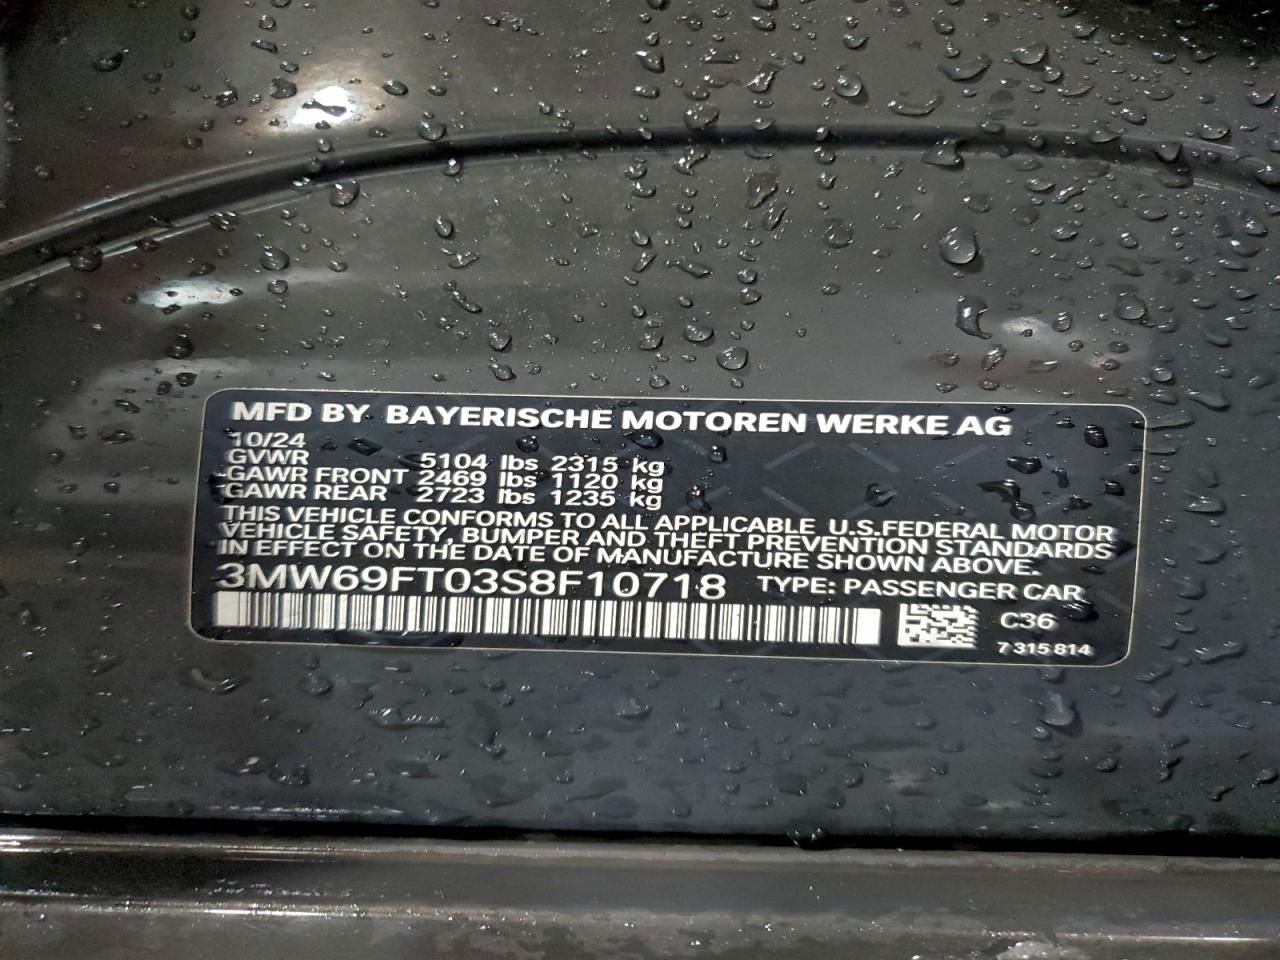 MFD BY BAYERISCHE MOTOREN WERKE AG
10/24
GVWR 5104 lbs 2315 kg
GAWR FRONT 2469 lbs 1120 kg
GAWR REAR 2723 lbs 1235 kg
THIS VEHICLE CONFORMS TO ALL APPLICABLE U.S.FEDERAL MOTOR
VEHICLE SAFETY, BUMPER AND THEFT PREVENTION STANDARDS
IN EFFECT ON THE DATE OF MANUFACTURE SHOWN ABOVE.
3MW69FT03S8F10718 TYPE: PASSENGER CAR
C36
7 315 814